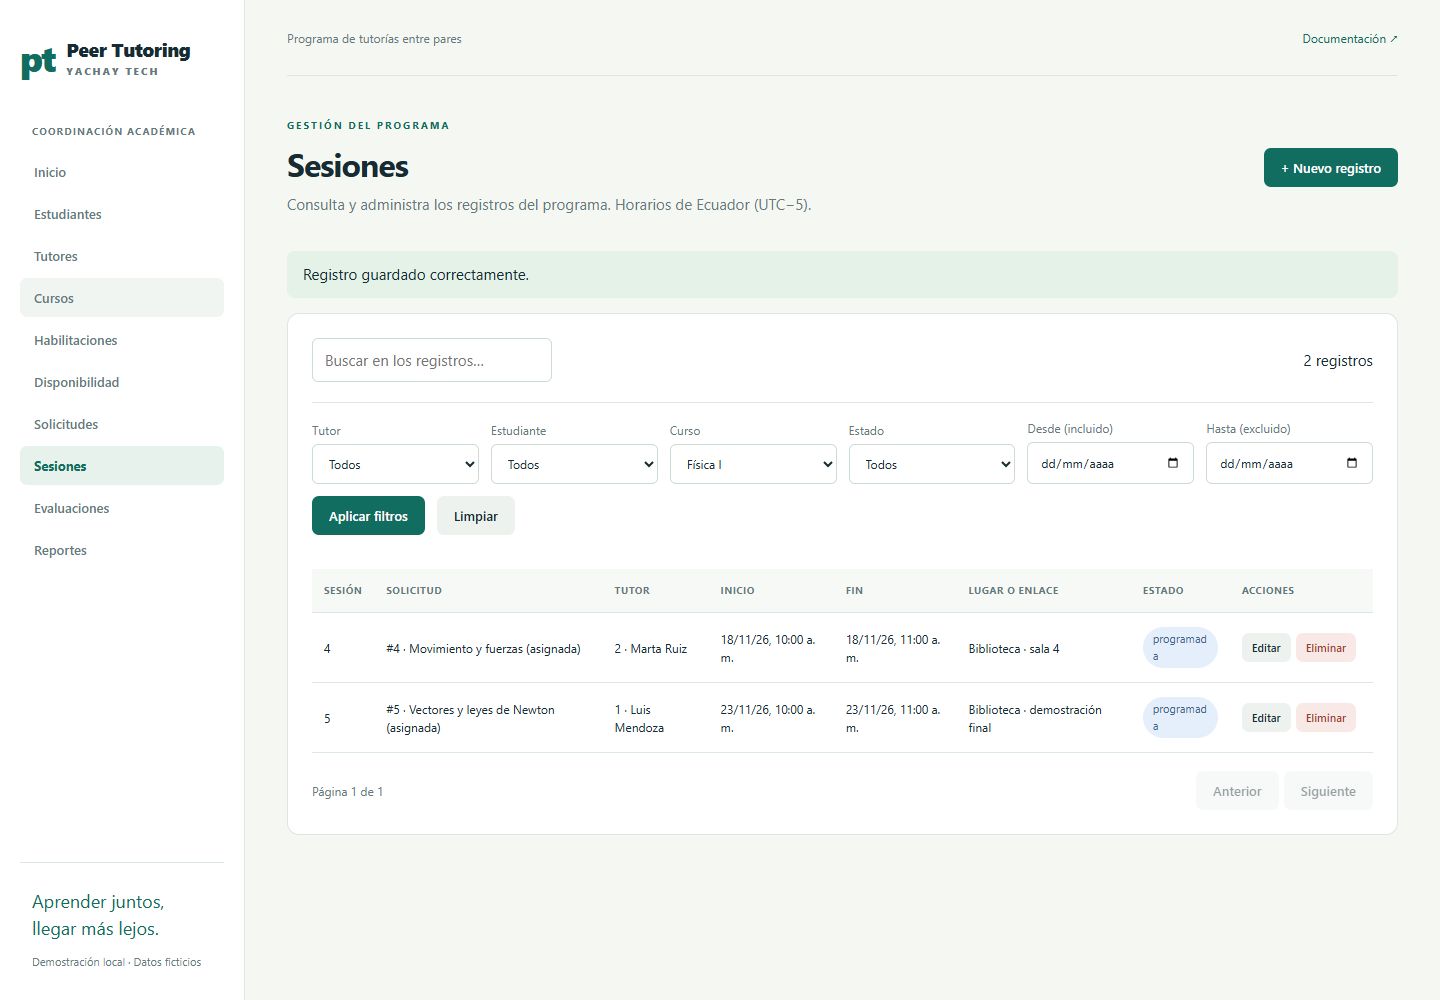 pt Peer Tutoring
YACHAY TECH
COORDINACIÓN ACADÉMICA
Inicio
Estudiantes
Tutores
Cursos
Habilitaciones
Disponibilidad
Solicitudes
Sesiones
Evaluaciones
Reportes
Aprender juntos,
llegar más lejos.
Demostración local · Datos ficticios
Programa de tutorías entre pares
Documentación ↗
GESTIÓN DEL PROGRAMA
Sesiones
+ Nuevo registro
Consulta y administra los registros del programa. Horarios de Ecuador (UTC−5).
Registro guardado correctamente.
Buscar en los registros...
2 registros
Tutor Estudiante Curso Estado Desde (incluido) Hasta (excluido)
Todos Todos Física I Todos dd/mm/aaaa dd/mm/aaaa
Aplicar filtros Limpiar
SESIÓN SOLICITUD TUTOR INICIO FIN LUGAR O ENLACE ESTADO ACCIONES
4 #4 · Movimiento y fuerzas (asignada) 2 · Marta Ruiz 18/11/26, 10:00 a. 18/11/26, 11:00 a. Biblioteca · sala 4 programad Editar Eliminar
m. m. a
5 #5 · Vectores y leyes de Newton 1 · Luis 23/11/26, 10:00 a. 23/11/26, 11:00 a. Biblioteca · demostración programad Editar Eliminar
(asignada) Mendoza m. m. final a
Página 1 de 1
Anterior Siguiente